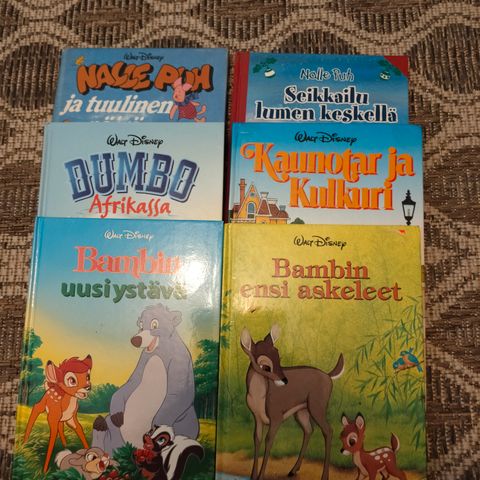 Walt Disney
NALLE PUH
ja tuulinen
Nalle Puh
Seikkailu
lumen keskellä
Walt Disney
DUMBO
Afrikassa
Walt Disney
Kaunotar ja
Kulkuri
Walt Disney
Bambin
uusi ystävä
Walt Disney
Bambin
ensi askeleet